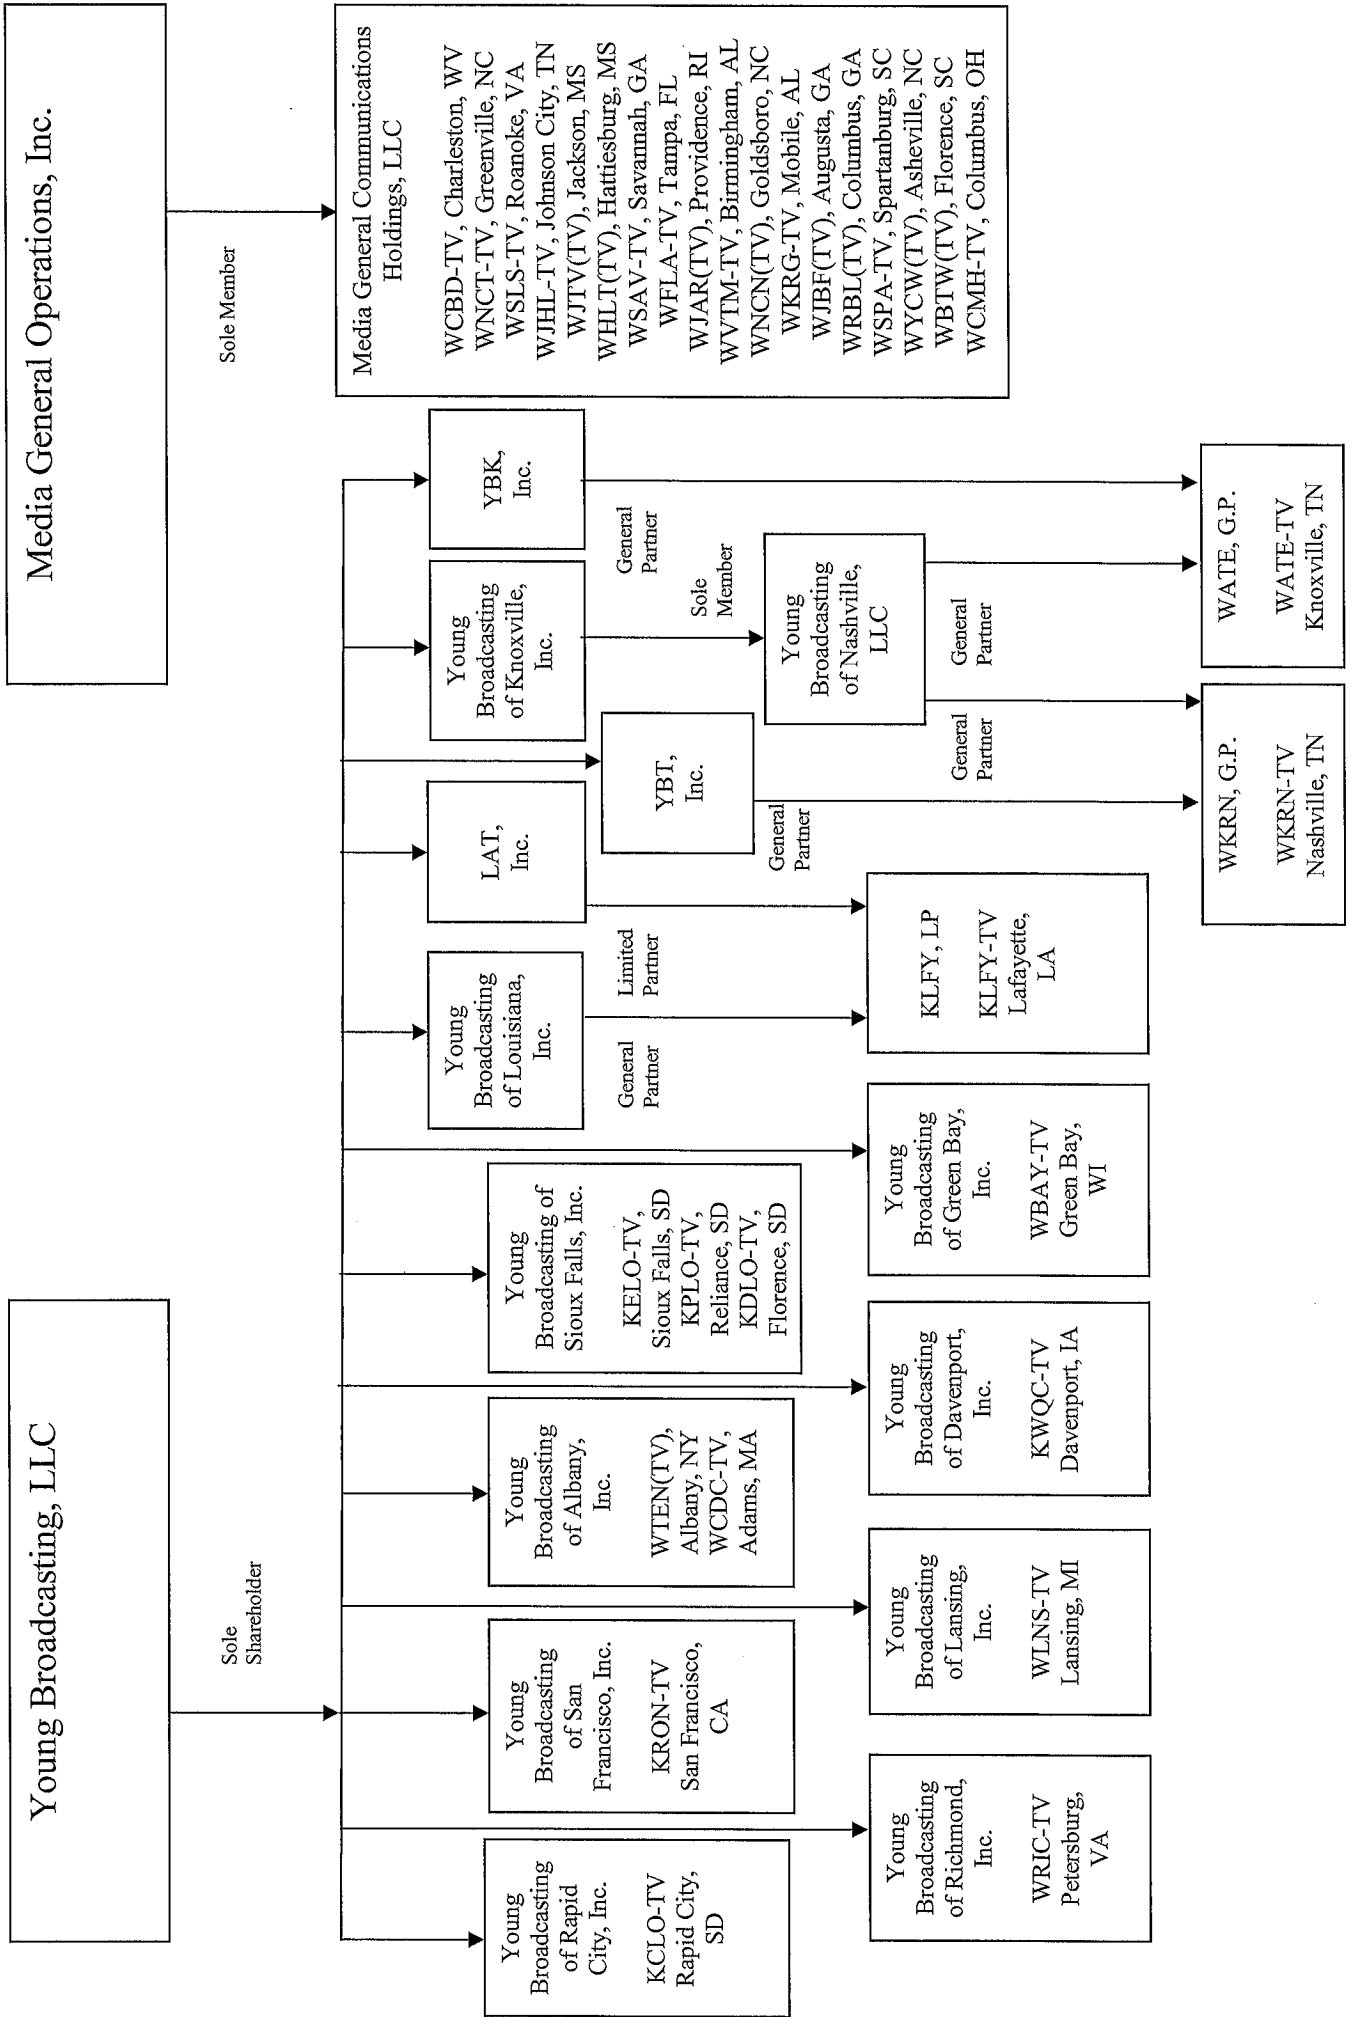 Young Broadcasting, LLC
Media General Operations, Inc.
Sole
Shareholder
Sole Member
Young
Broadcasting
of Rapid
City, Inc.
KCLO-TV
Rapid City,
SD
Young
Broadcasting
of San
Francisco, Inc.
KRON-TV
San Francisco,
CA
Young
Broadcasting
of Albany,
Inc.
WTEN(TV),
Albany, NY
WCDC-TV,
Adams, MA
Young
Broadcasting of
Sioux Falls, Inc.
KELO-TV,
Sioux Falls, SD
KPLO-TV,
Reliance, SD
KDLO-TV,
Florence, SD
Young
Broadcasting
of Louisiana,
Inc.
LAT,
Inc.
Young
Broadcasting
of Knoxville,
Inc.
YBK,
Inc.
Media General Communications
Holdings, LLC
WCBD-TV, Charleston, WV
WNCT-TV, Greenville, NC
WSLS-TV, Roanoke, VA
WJHL-TV, Johnson City, TN
WJTV(TV), Jackson, MS
WHLT(TV), Hattiesburg, MS
WSAV-TV, Savannah, GA
WFLA-TV, Tampa, FL
WJAR(TV), Providence, RI
WVTM-TV, Birmingham, AL
WNCN(TV), Goldsboro, NC
WKRG-TV, Mobile, AL
WJBF(TV), Augusta, GA
WRBL(TV), Columbus, GA
WSPA-TV, Spartanburg, SC
WYCW(TV), Asheville, NC
WBTW(TV), Florence, SC
WCMH-TV, Columbus, OH
General
Partner
Limited
Partner
YBT,
Inc.
General
Partner
Sole
Member
General
Partner
Young
Broadcasting
of Nashville,
LLC
General
Partner
General
Partner
Young
Broadcasting
of Richmond,
Inc.
WRIC-TV
Petersburg,
VA
Young
Broadcasting
of Lansing,
Inc.
WLNS-TV
Lansing, MI
Young
Broadcasting
of Davenport,
Inc.
KWQC-TV
Davenport, IA
Young
Broadcasting
of Green Bay,
Inc.
WBAY-TV
Green Bay,
WI
KLFY, LP
KLFY-TV
Lafayette,
LA
WKRN, G.P.
WKRN-TV
Nashville, TN
WATE, G.P.
WATE-TV
Knoxville, TN